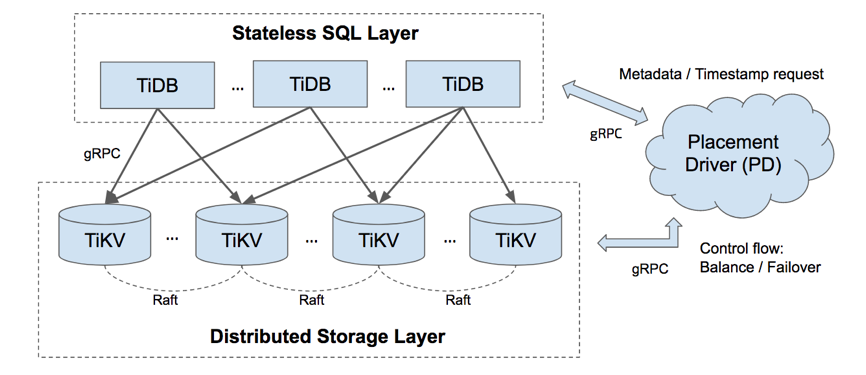 Stateless SQL Layer
TiDB ... TiDB ... TiDB
Metadata / Timestamp request
gRPC
gRPC
Placement
Driver (PD)
TiKV ... TiKV ... TiKV ... TiKV
Control flow:
gRPC
Balance / Failover
Raft Raft Raft
Distributed Storage Layer